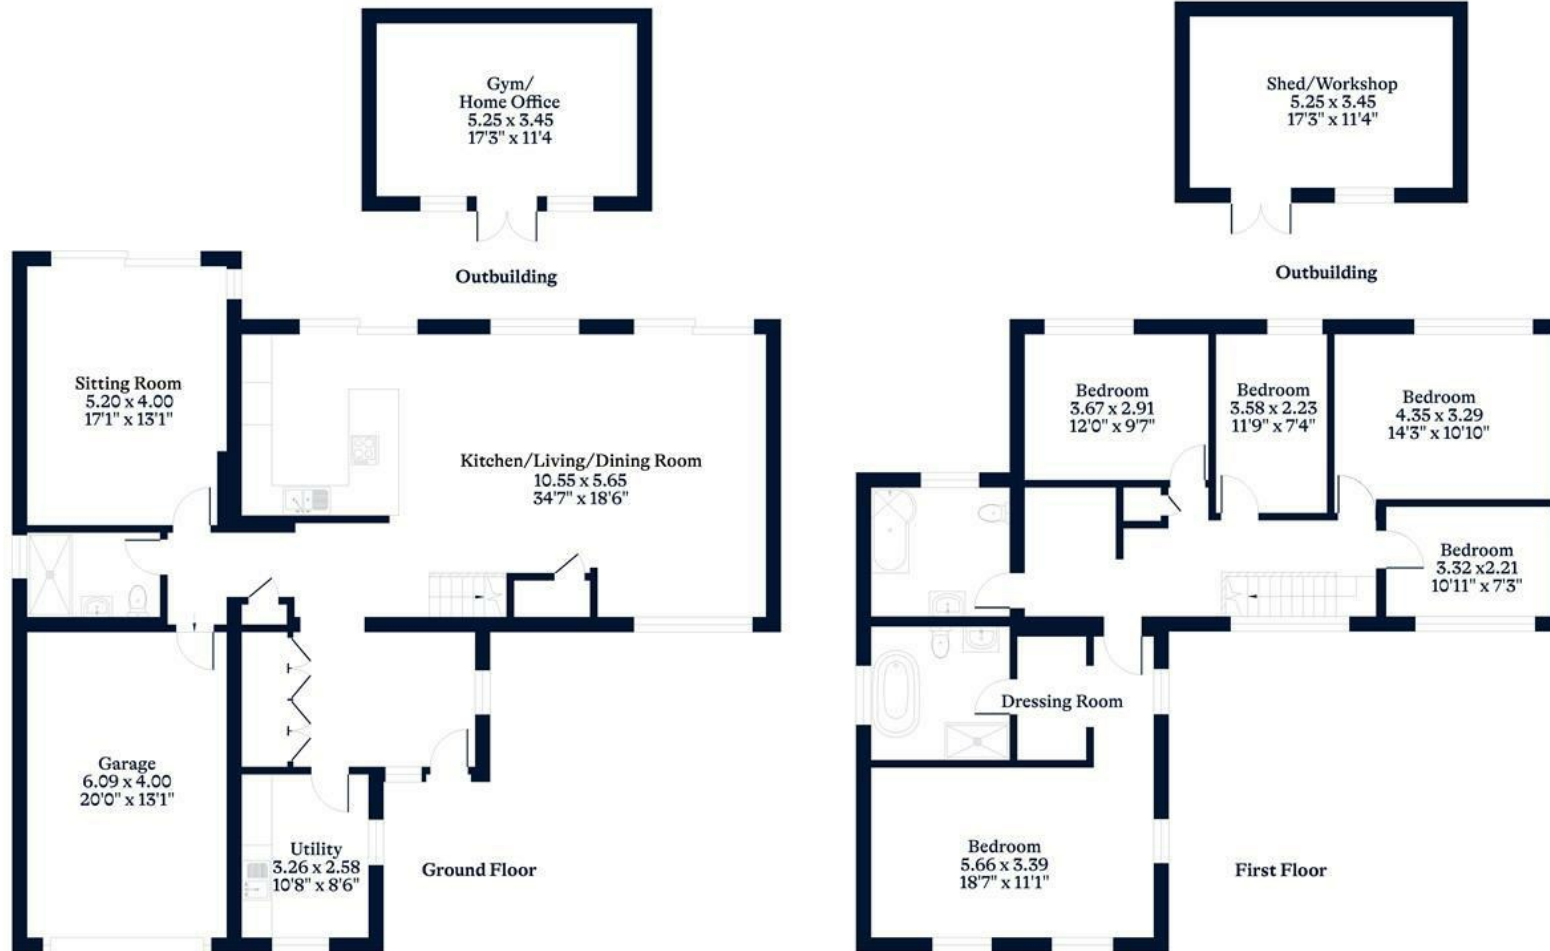 Gym/
Home Office
5.25 x 3.45
17'3" x 11'4
Outbuilding
Shed/Workshop
5.25 x 3.45
17'3" x 11'4"
Outbuilding
Sitting Room
5.20 x 4.00
17'1" x 13'1"
Kitchen/Living/Dining Room
10.55 x 5.65
34'7" x 18'6"
Garage
6.09 x 4.00
20'0" x 13'1"
Utility
3.26 x 2.58
10'8" x 8'6"
Ground Floor
Bedroom
3.67 x 2.91
12'0" x 9'7"
Bedroom
3.58 x 2.23
11'9" x 7'4"
Bedroom
4.35 x 3.29
14'3" x 10'10"
Bedroom
3.32 x2.21
10'11" x 7'3"
Dressing Room
Bedroom
5.66 x 3.39
18'7" x 11'1"
First Floor